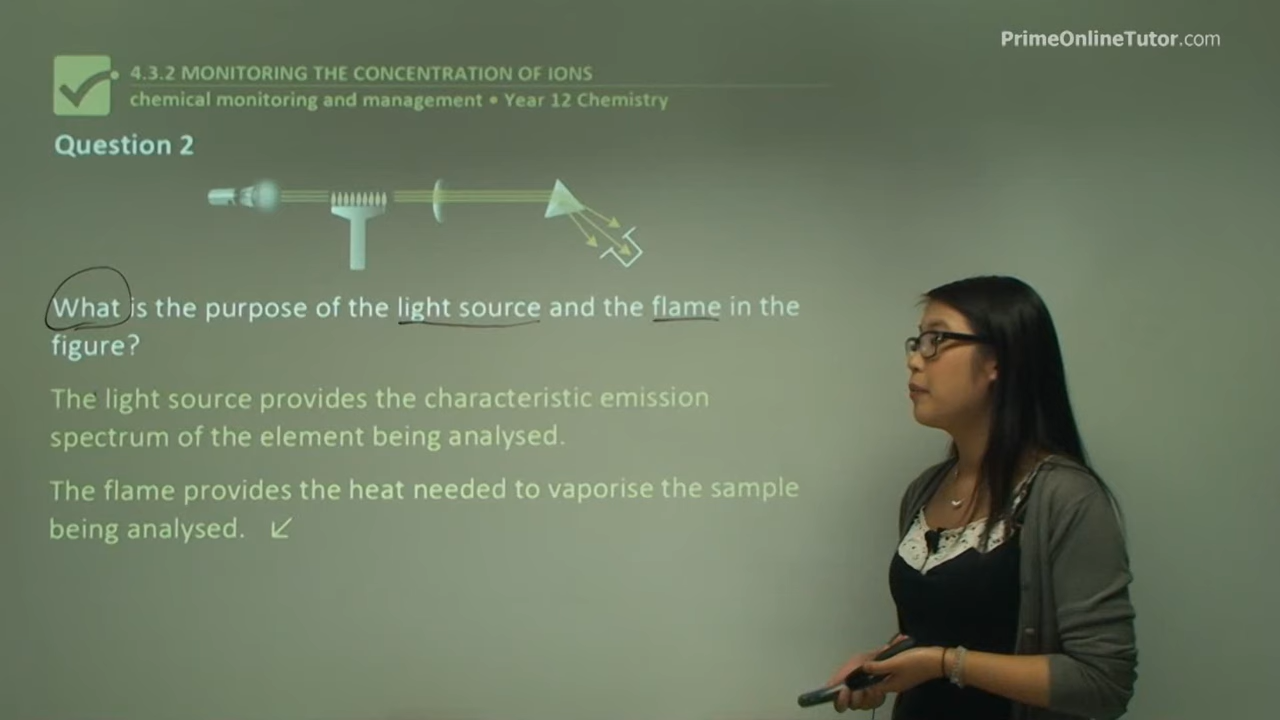 PrimeOnlineTutor.com
4.3.2 MONITORING THE CONCENTRATION OF IONS
chemical monitoring and management • Year 12 Chemistry
Question 2
What is the purpose of the light source and the flame in the
figure?
The light source provides the characteristic emission
spectrum of the element being analysed.
The flame provides the heat needed to vaporise the sample
being analysed.